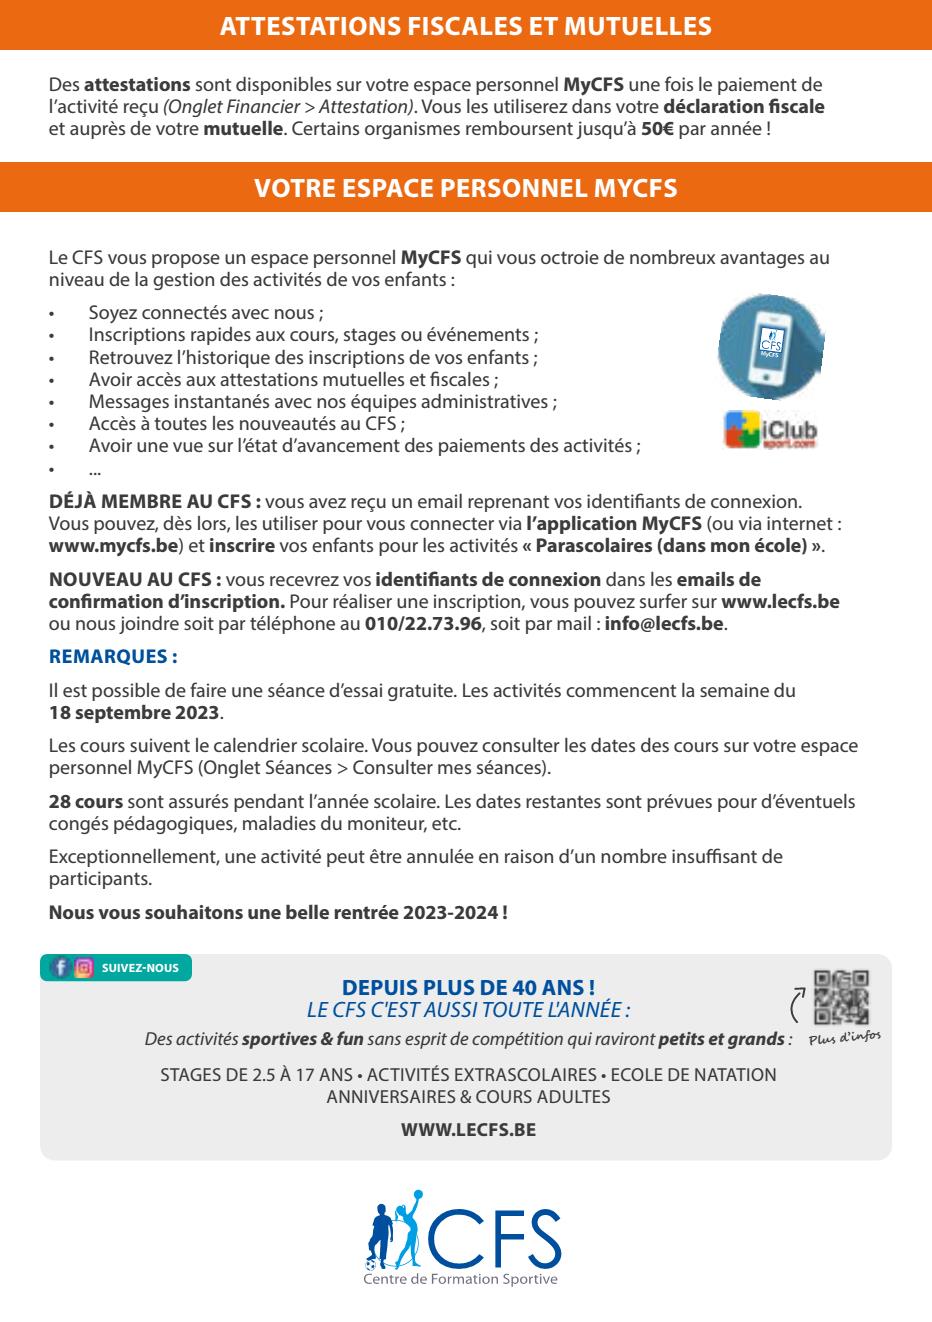 ATTESTATIONS FISCALES ET MUTUELLES
Des attestations sont disponibles sur votre espace personnel MyCFS une fois le paiement de
l’activité reçu (Onglet Financier > Attestation). Vous les utiliserez dans votre déclaration fiscale
et auprès de votre mutuelle. Certains organismes remboursent jusqu’à 50€ par année !
VOTRE ESPACE PERSONNEL MYCFS
Le CFS vous propose un espace personnel MyCFS qui vous octroie de nombreux avantages au
niveau de la gestion des activités de vos enfants :
• Soyez connectés avec nous ;
• Inscriptions rapides aux cours, stages ou événements ;
• Retrouvez l’historique des inscriptions de vos enfants ;
• Avoir accès aux attestations mutuelles et fiscales ;
• Messages instantanés avec nos équipes administratives ;
• Accès à toutes les nouveautés au CFS ;
• Avoir une vue sur l’état d’avancement des paiements des activités ;
• ...
CFS
MyCFS
iClub
sport.com
DÉJÀ MEMBRE AU CFS : vous avez reçu un email reprenant vos identifiants de connexion.
Vous pouvez, dès lors, les utiliser pour vous connecter via l’application MyCFS (ou via internet :
www.mycfs.be) et inscrire vos enfants pour les activités « Parascolaires (dans mon école) ».
NOUVEAU AU CFS : vous recevrez vos identifiants de connexion dans les emails de
confirmation d’inscription. Pour réaliser une inscription, vous pouvez surfer sur www.lecfs.be
ou nous joindre soit par téléphone au 010/22.73.96, soit par mail : info@lecfs.be.
REMARQUES :
Il est possible de faire une séance d’essai gratuite. Les activités commencent la semaine du
18 septembre 2023.
Les cours suivent le calendrier scolaire. Vous pouvez consulter les dates des cours sur votre espace
personnel MyCFS (Onglet Séances > Consulter mes séances).
28 cours sont assurés pendant l’année scolaire. Les dates restantes sont prévues pour d’éventuels
congés pédagogiques, maladies du moniteur, etc.
Exceptionnellement, une activité peut être annulée en raison d’un nombre insuffisant de
participants.
Nous vous souhaitons une belle rentrée 2023-2024 !
SUIVEZ-NOUS
DEPUIS PLUS DE 40 ANS !
LE CFS C'EST AUSSI TOUTE L'ANNÉE :
Des activités sportives & fun sans esprit de compétition qui raviront petits et grands :
Plus d'infos
STAGES DE 2.5 À 17 ANS • ACTIVITÉS EXTRASCOLAIRES • ECOLE DE NATATION
ANNIVERSAIRES & COURS ADULTES
WWW.LECFS.BE
CFS
Centre de Formation Sportive